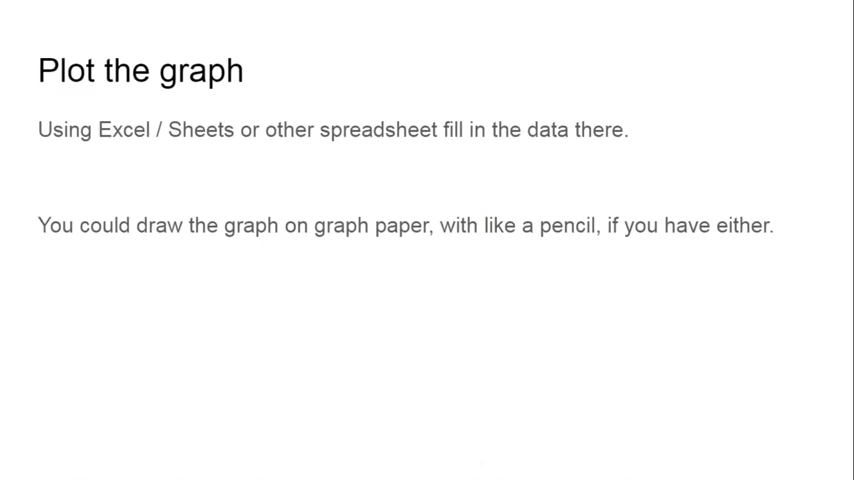 Plot the graph
Using Excel / Sheets or other spreadsheet fill in the data there.
You could draw the graph on graph paper, with like a pencil, if you have either.